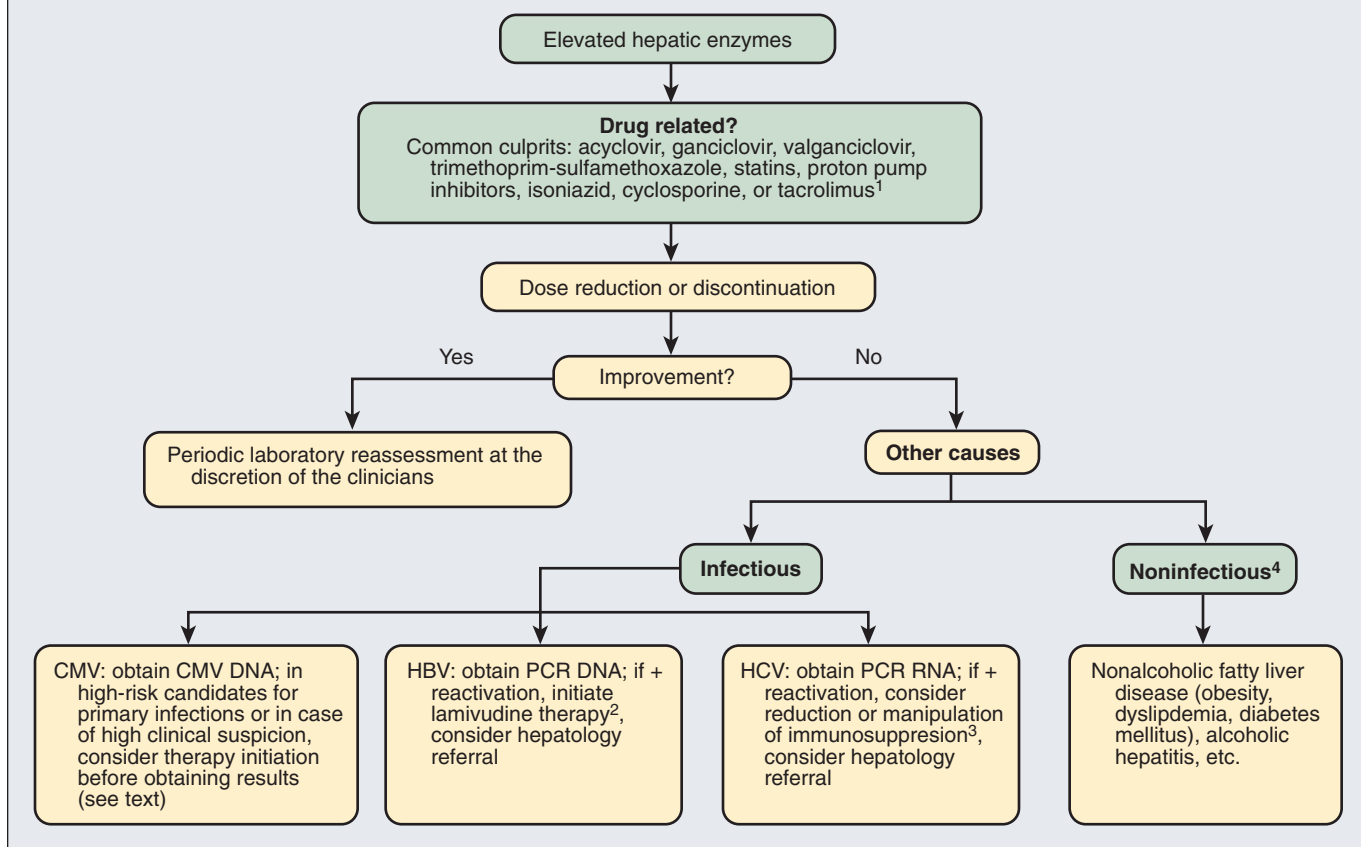 Elevated hepatic enzymes
Drug related?
Common culprits: acyclovir, ganciclovir, valganciclovir,
trimethoprim-sulfamethoxazole, statins, proton pump
inhibitors, isoniazid, cyclosporine, or tacrolimus¹
Dose reduction or discontinuation
Yes
Improvement?
No
Periodic laboratory reassessment at the
discretion of the clinicians
Other causes
Infectious
Noninfectious⁴
CMV: obtain CMV DNA; in
high-risk candidates for
primary infections or in case
of high clinical suspicion,
consider therapy initiation
before obtaining results
(see text)
HBV: obtain PCR DNA; if +
reactivation, initiate
lamivudine therapy²,
consider hepatology
referral
HCV: obtain PCR RNA; if +
reactivation, consider
reduction or manipulation
of immunosuppresion³,
consider hepatology
referral
Nonalcoholic fatty liver
disease (obesity,
dyslipdemia, diabetes
mellitus), alcoholic
hepatitis, etc.